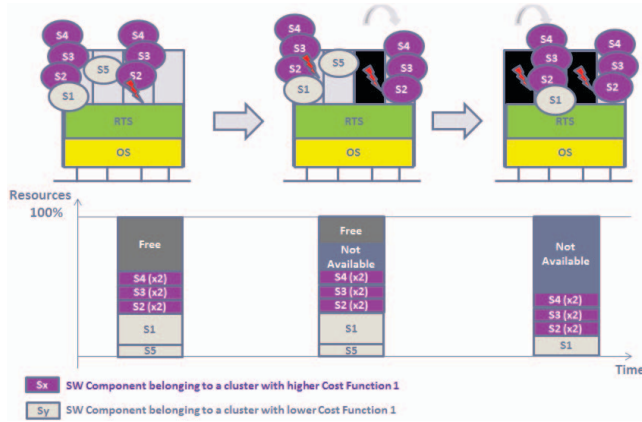 S4
S3
S2
S1
S5
S4
S3
S2
RTS
OS
S4
S3
S2
S1
S5
S4
S3
S2
RTS
OS
S4
S3
S2
S1
S4
S3
S2
RTS
OS
Resources
100%
Free
S4 (x2)
S3 (x2)
S2 (x2)
S1
S5
Free
Not
Available
S4 (x2)
S3 (x2)
S2 (x2)
S1
S5
Not
Available
S4 (x2)
S3 (x2)
S2 (x2)
S1
Time
Sx SW Component belonging to a cluster with higher Cost Function 1
Sy SW Component belonging to a cluster with lower Cost Function 1